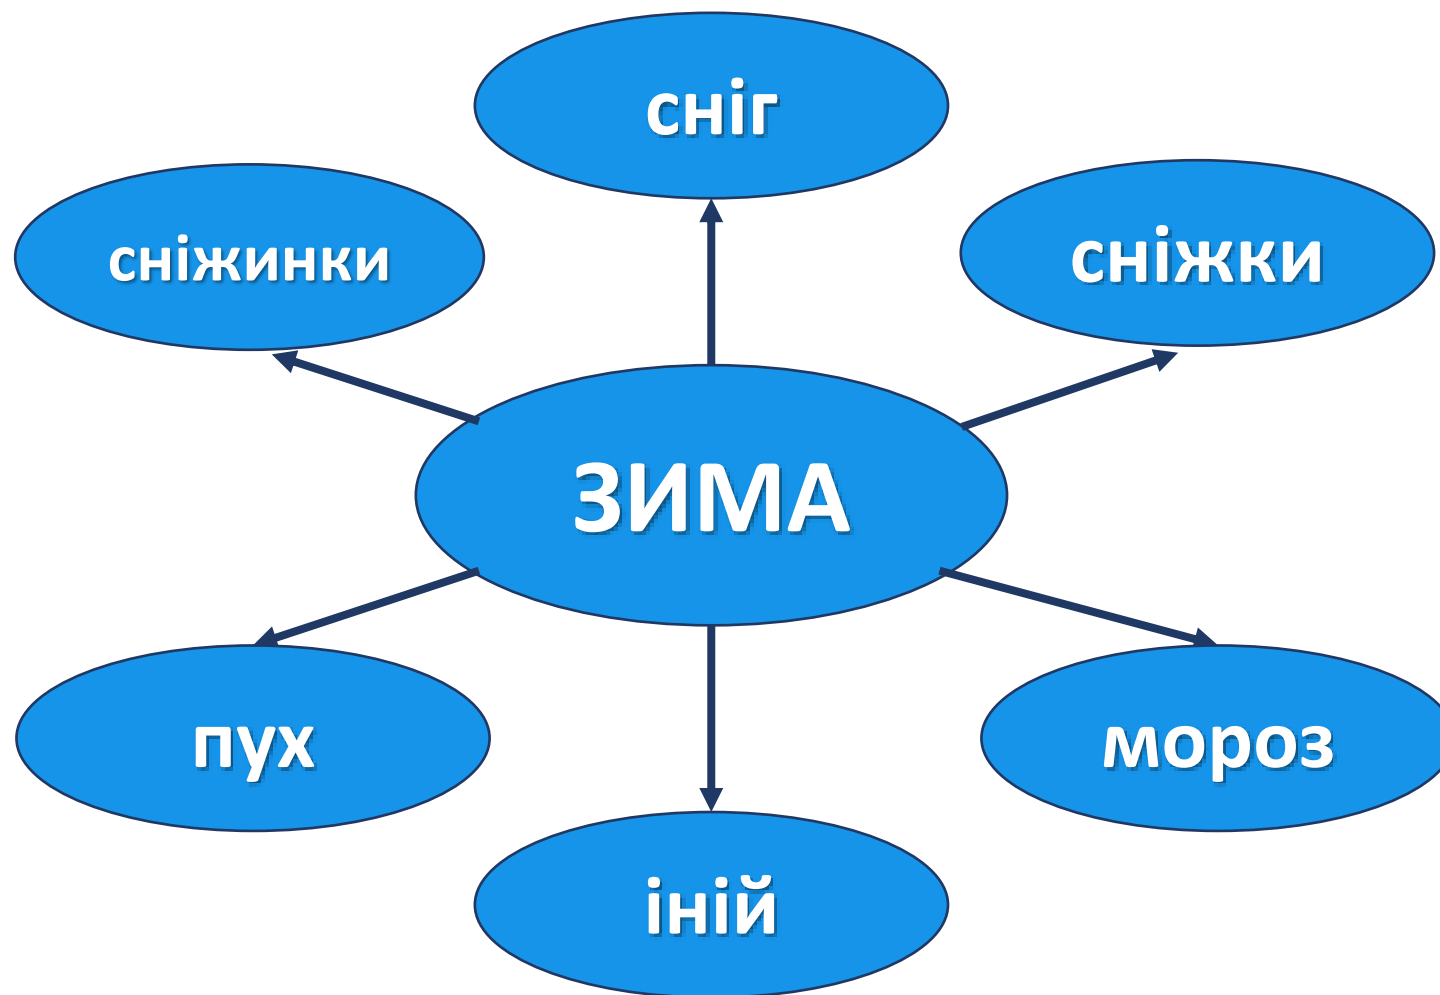 сніг
сніжинки
сніжки
ЗИМА
пух
мороз
іній